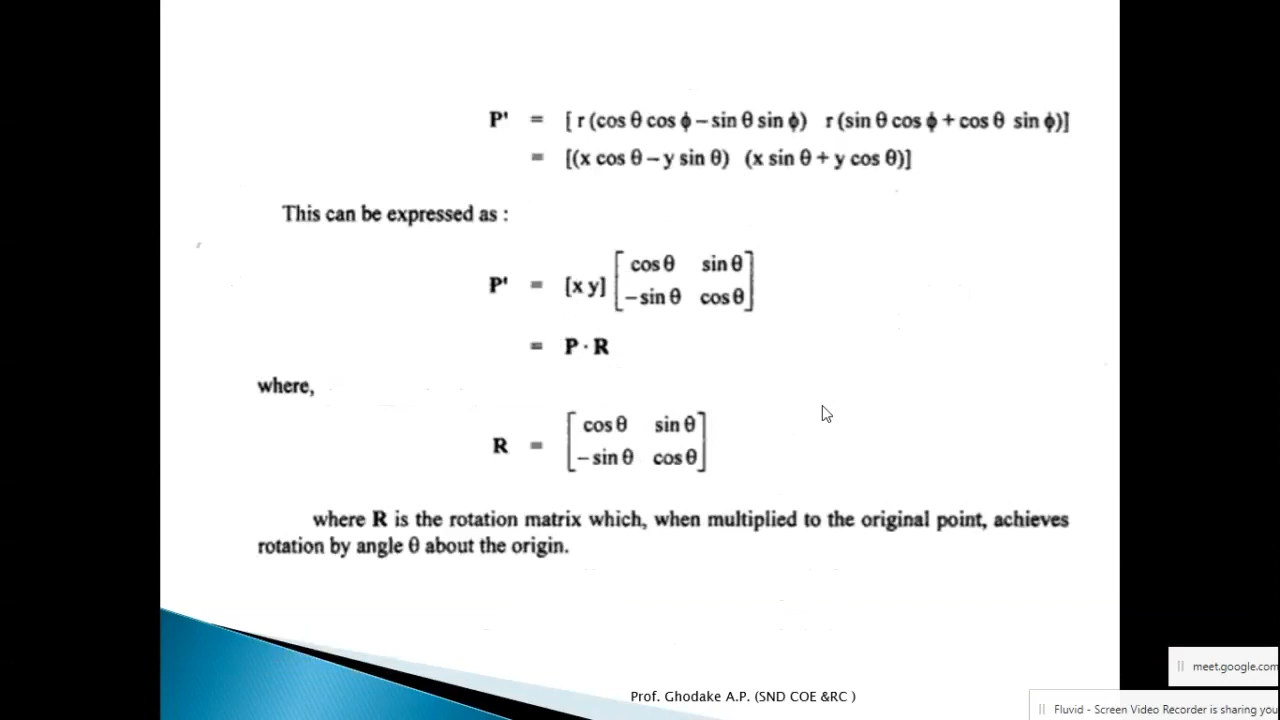 P' = [ r (cos θ cos ϕ – sin θ sin ϕ) r (sin θ cos ϕ + cos θ sin ϕ)]
= [(x cos θ – y sin θ) (x sin θ + y cos θ)]
This can be expressed as :
P' = [x y] [cos θ sin θ
– sin θ cos θ]
= P · R
where,
R = [cos θ sin θ
– sin θ cos θ]
where R is the rotation matrix which, when multiplied to the original point, achieves
rotation by angle θ about the origin.
Prof. Ghodake A.P. (SND COE &RC )
meet.google.com
Fluvid - Screen Video Recorder is sharing you